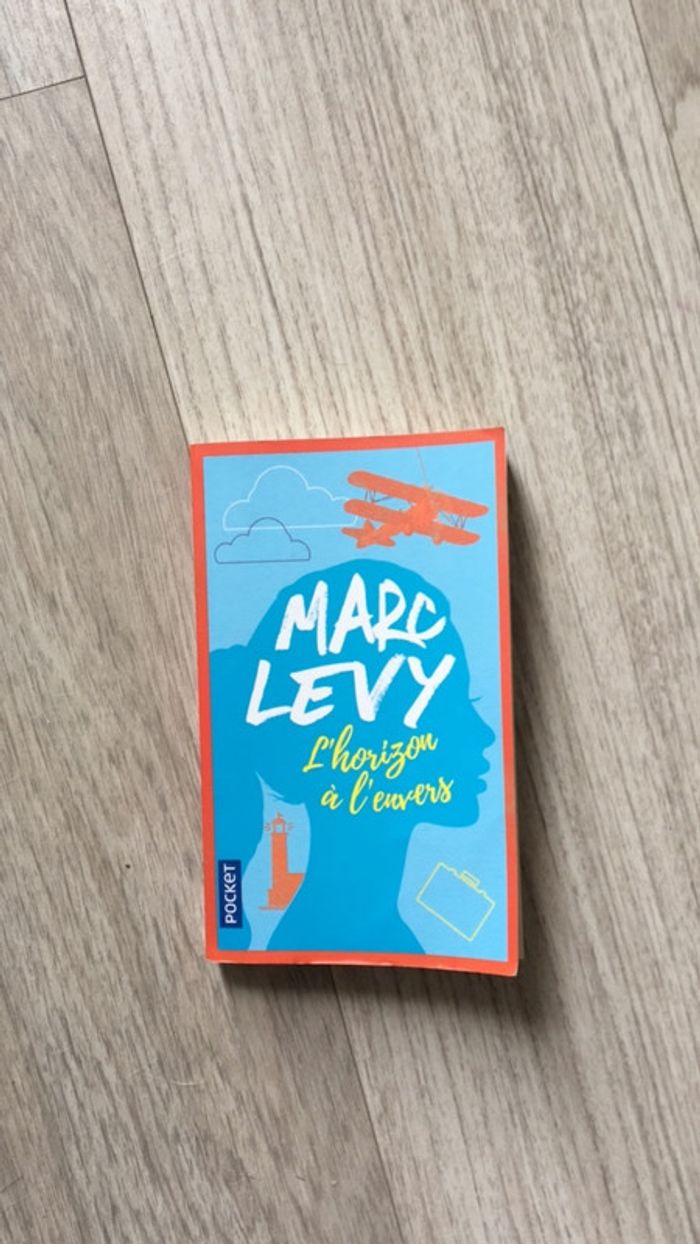 MARC
LEVY
L'horizon
à l'envers
POCKET